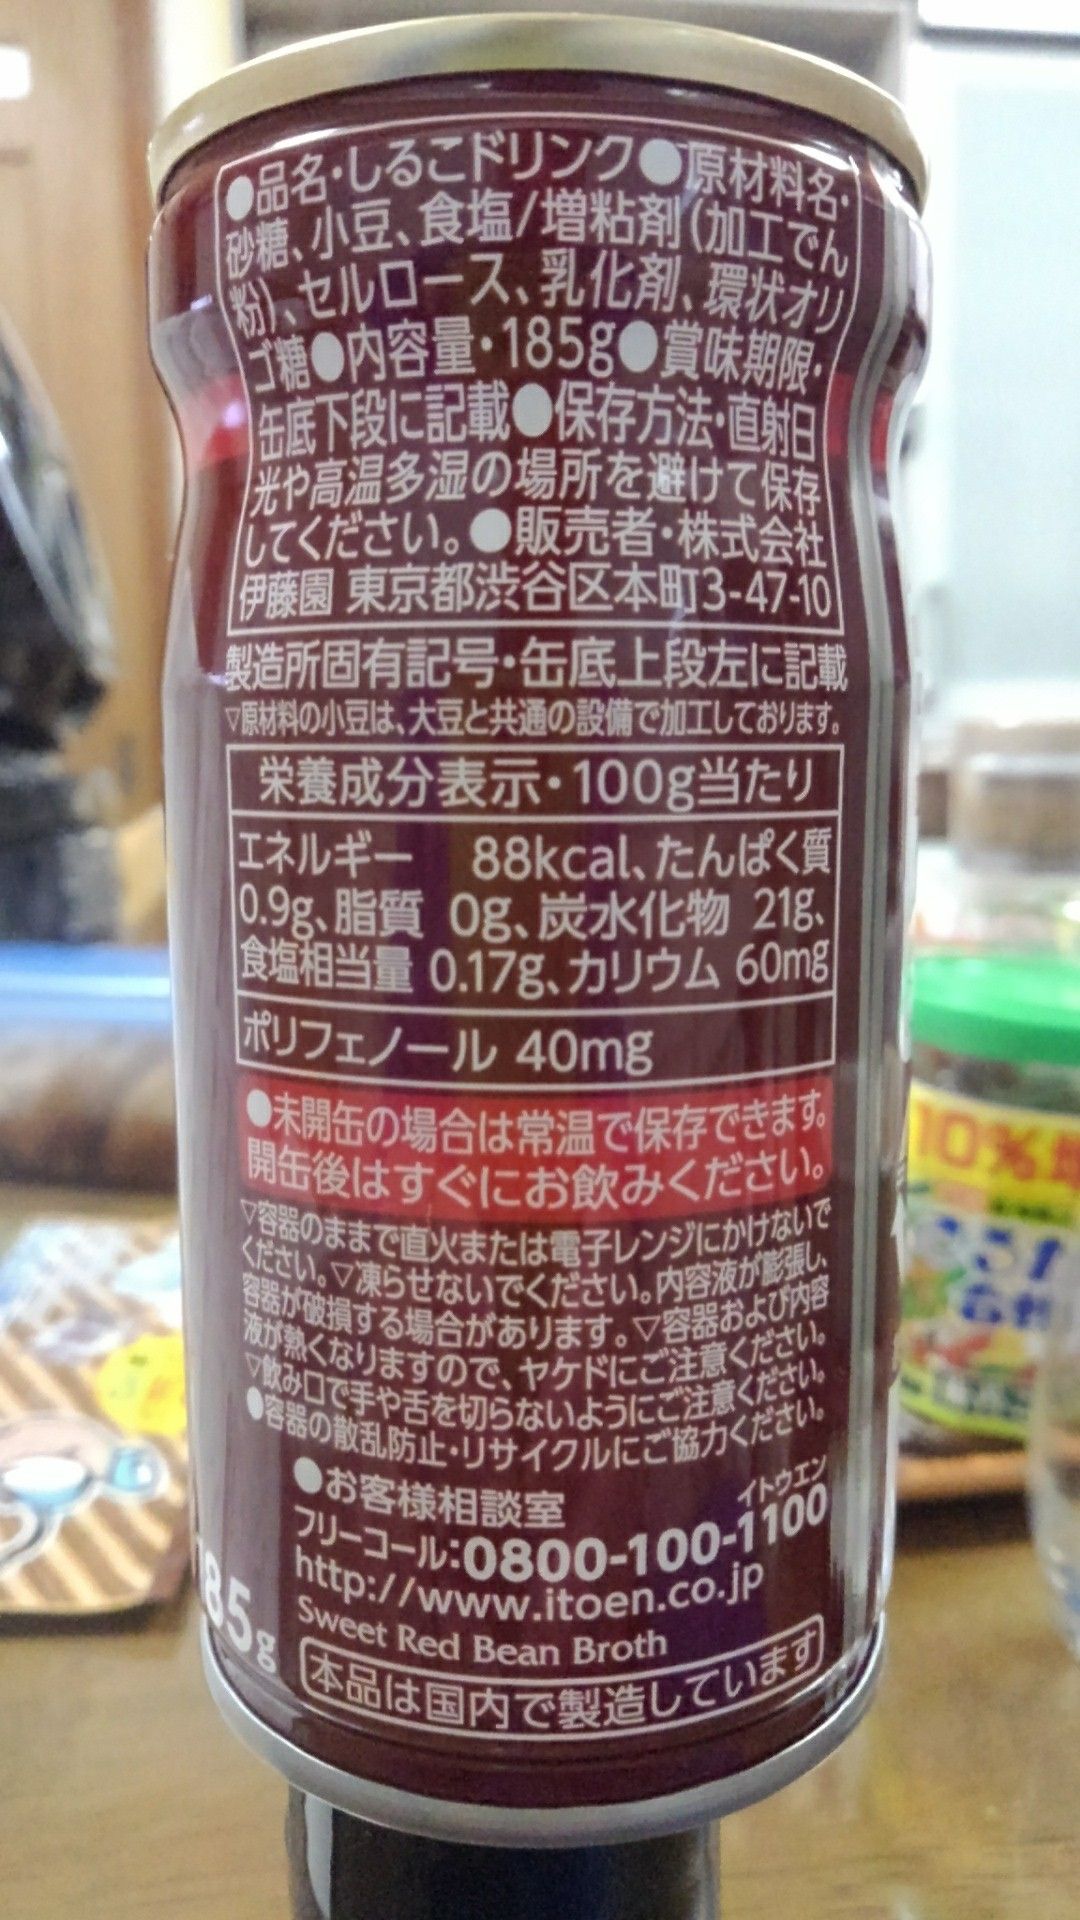 ●品名・しるこドリンク●原材料名・
砂糖、小豆、食塩/増粘剤(加工でん
粉)、セルロース、乳化剤、環状オリ
ゴ糖●内容量・185g●賞味期限・
缶底下段に記載●保存方法・直射日
光や高温多湿の場所を避けて保存
してください。●販売者・株式会社
伊藤園 東京都渋谷区本町3-47-10
製造所固有記号・缶底上段左に記載
▽原材料の小豆は、大豆と共通の設備で加工しております。
栄養成分表示・100g当たり
エネルギー 88kcal、たんぱく質
0.9g、脂質 0g、炭水化物 21g、
食塩相当量 0.17g、カリウム 60mg
ポリフェノール 40mg
●未開缶の場合は常温で保存できます。
開缶後はすぐにお飲みください。
▽容器のままで直火または電子レンジにかけないで
ください。▽凍らせないでください。内容液が膨張し、
容器が破損する場合があります。▽容器および内容
液が熱くなりますので、ヤケドにご注意ください。
▽飲み口で手や舌を切らないようにご注意ください。
●容器の散乱防止・リサイクルにご協力ください。
●お客様相談室
イトウエン
フリーコール:0800-100-1100
http://www.itoen.co.jp
Sweet Red Bean Broth
本品は国内で製造しています
185g
10%